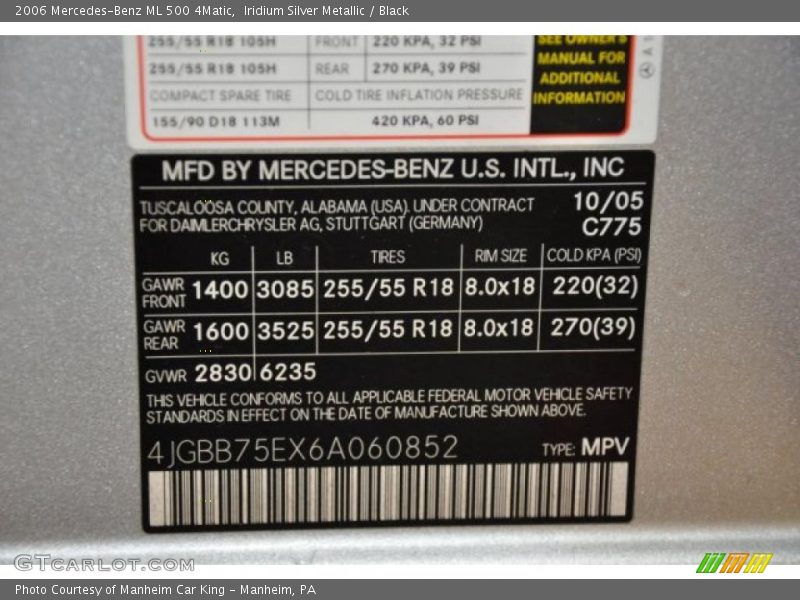 2006 Mercedes-Benz ML 500 4Matic, Iridium Silver Metallic / Black
255/55 R18 105H FRONT 220 KPA, 32 PSI
255/55 R18 105H REAR 270 KPA, 39 PSI
COMPACT SPARE TIRE COLD TIRE INFLATION PRESSURE
155/90 D18 113M 420 KPA, 60 PSI
SEE OWNER'S
MANUAL FOR
ADDITIONAL
INFORMATION
MFD BY MERCEDES-BENZ U.S. INTL., INC
TUSCALOOSA COUNTY, ALABAMA (USA). UNDER CONTRACT
FOR DAIMLERCHRYSLER AG, STUTTGART (GERMANY)
10/05
C775
KG LB TIRES RIM SIZE COLD KPA (PSI)
GAWR FRONT 1400 3085 255/55 R18 8.0x18 220(32)
GAWR REAR 1600 3525 255/55 R18 8.0x18 270(39)
GVWR 2830 6235
THIS VEHICLE CONFORMS TO ALL APPLICABLE FEDERAL MOTOR VEHICLE SAFETY
STANDARDS IN EFFECT ON THE DATE OF MANUFACTURE SHOWN ABOVE.
4JGBB75EX6A060852 TYPE: MPV
GTCARLOT.COM
Photo Courtesy of Manheim Car King - Manheim, PA